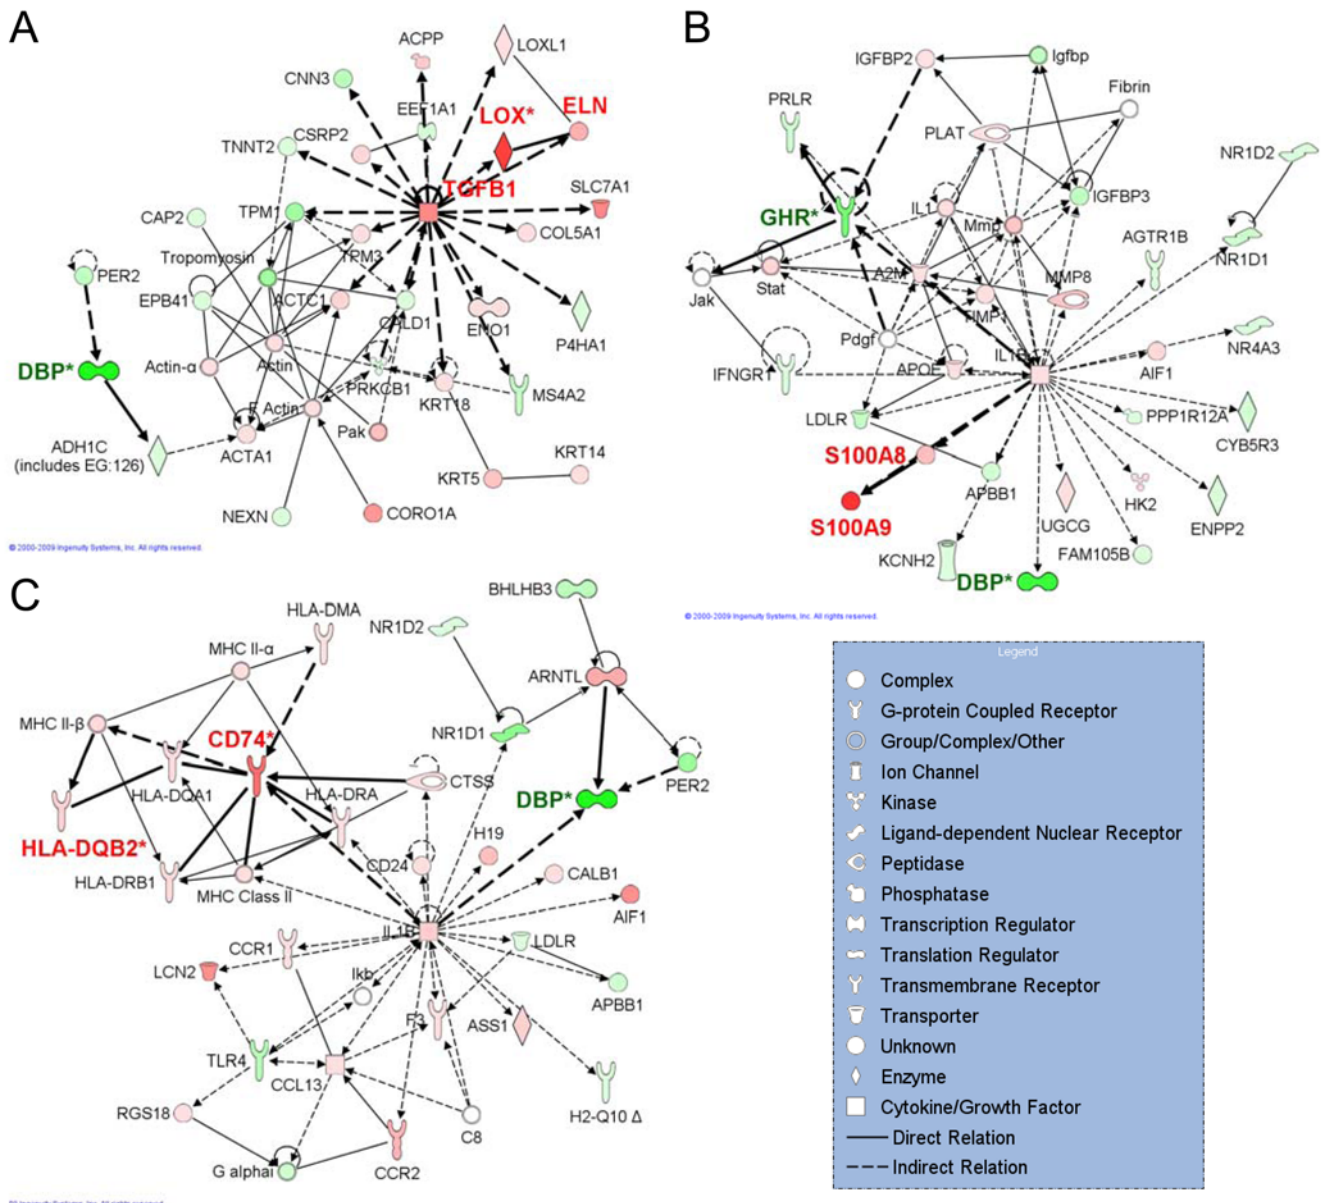 A
ACPP
LOXL1
CNN3
EEF1A1
LOX*
ELN
CSRP2
TNNT2
TGFB1
SLC7A1
CAP2
TPM1
COL5A1
TPM3
Tropomyosin
PER2
EPB41
ACTC1
CALD1
ENO1
P4HA1
DBP*
Actin-α
Actin
PRKCB1
KRT18
MS4A2
F Actin
Pak
ADH1C
(includes EG:126)
ACTA1
KRT14
KRT5
NEXN
CORO1A
© 2000-2009 Ingenuity Systems, Inc. All rights reserved.
B
IGFBP2
Igfbp
Fibrin
PRLR
PLAT
NR1D2
IGFBP3
GHR*
IL1
Mmp
AGTR1B
NR1D1
Jak
Stat
A2M
MMP8
TIMP1
Pdgf
IL1B
NR4A3
IFNGR1
APOE
AIF1
LDLR
PPP1R12A
CYB5R3
S100A8
APBB1
HK2
S100A9
UGCG
ENPP2
KCNH2
FAM105B
DBP*
© 2000-2009 Ingenuity Systems, Inc. All rights reserved.
C
HLA-DMA
NR1D2
BHLHB3
MHC II-α
ARNTL
MHC II-β
CD74*
NR1D1
PER2
HLA-DQA1
HLA-DRA
CTSS
DBP*
HLA-DQB2*
H19
HLA-DRB1
MHC Class II
CD24
CALB1
AIF1
IL1B
CCR1
LDLR
LCN2
Ikb
APBB1
F3
ASS1
TLR4
CCL13
RGS18
H2-Q10 Δ
C8
G alphai
CCR2
Legend
Complex
G-protein Coupled Receptor
Group/Complex/Other
Ion Channel
Kinase
Ligand-dependent Nuclear Receptor
Peptidase
Phosphatase
Transcription Regulator
Translation Regulator
Transmembrane Receptor
Transporter
Unknown
Enzyme
Cytokine/Growth Factor
Direct Relation
Indirect Relation